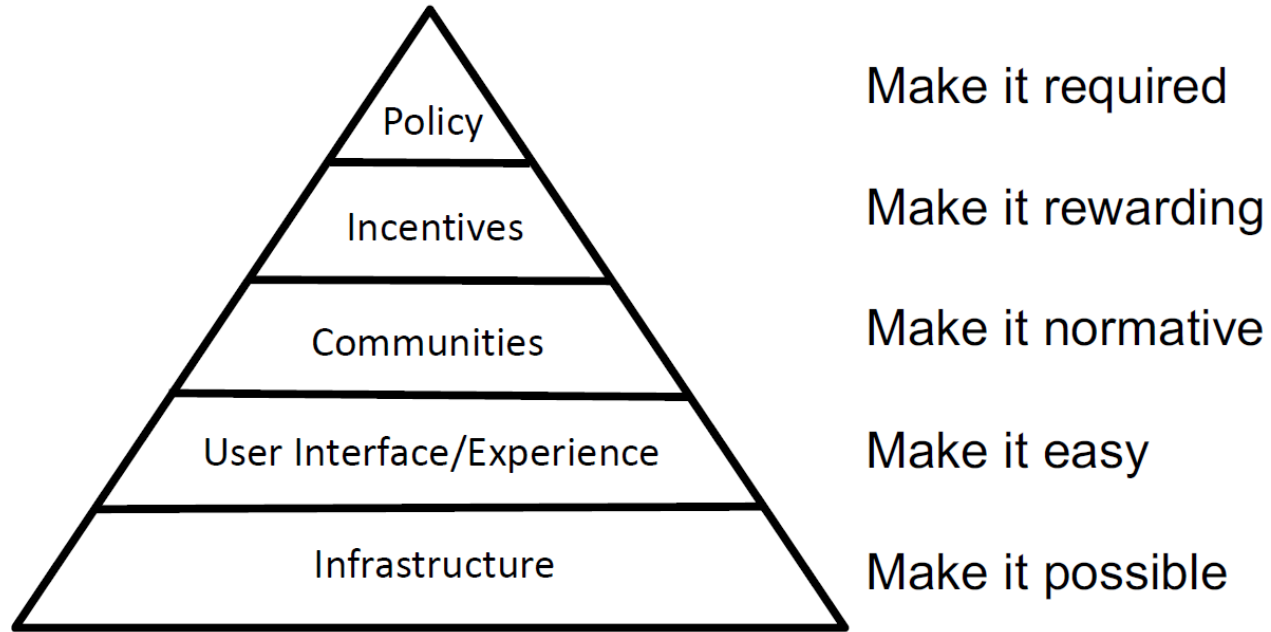 Policy
Make it required
Incentives
Make it rewarding
Communities
Make it normative
User Interface/Experience
Make it easy
Infrastructure
Make it possible